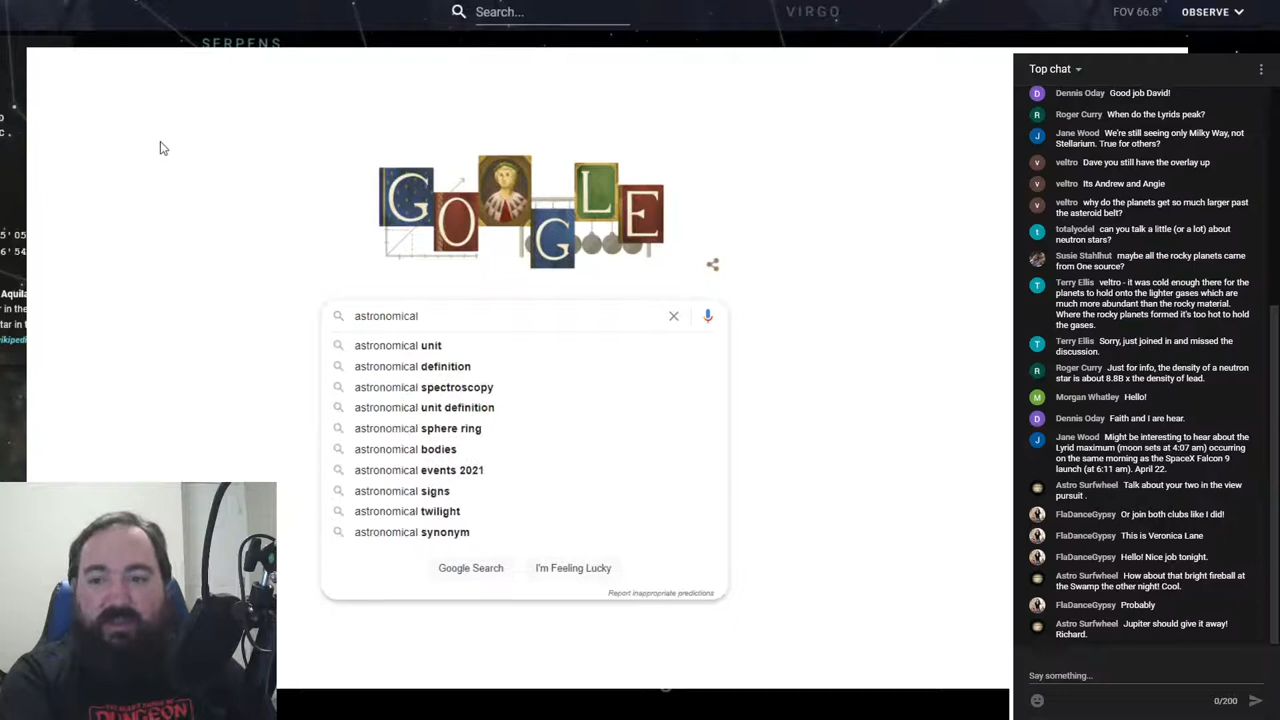 Search...
VIRGO
FOV 66.8°
OBSERVE
SERPENS
Aquila
r in the
tar in t
ikipedi
GOOGLE
astronomical
astronomical unit
astronomical definition
astronomical spectroscopy
astronomical unit definition
astronomical sphere ring
astronomical bodies
astronomical events 2021
astronomical signs
astronomical twilight
astronomical synonym
Google Search
I'm Feeling Lucky
Report inappropriate predictions
DUNGEON
Top chat
D Dennis Oday Good job David!
R Roger Curry When do the Lyrids peak?
J Jane Wood We're still seeing only Milky Way, not
Stellarium. True for others?
v veltro Dave you still have the overlay up
v veltro Its Andrew and Angie
v veltro why do the planets get so much larger past
the asteroid belt?
t totalyodel can you talk a little (or a lot) about
neutron stars?
Susie Stahlhut maybe all the rocky planets came
from One source?
T Terry Ellis veltro - it was cold enough there for the
planets to hold onto the lighter gases which are
much more abundant than the rocky material.
Where the rocky planets formed it's too hot to hold
the gases.
T Terry Ellis Sorry, just joined in and missed the
discussion.
R Roger Curry Just for info, the density of a neutron
star is about 8.8B x the density of lead.
M Morgan Whatley Hello!
D Dennis Oday Faith and I are hear.
J Jane Wood Might be interesting to hear about the
Lyrid maximum (moon sets at 4:07 am) occurring
on the same morning as the SpaceX Falcon 9
launch (at 6:11 am). April 22.
Astro Surfwheel Talk about your two in the view
pursuit .
FlaDanceGypsy Or join both clubs like I did!
FlaDanceGypsy This is Veronica Lane
FlaDanceGypsy Hello! Nice job tonight.
Astro Surfwheel How about that bright fireball at
the Swamp the other night! Cool.
FlaDanceGypsy Probably
Astro Surfwheel Jupiter should give it away!
Richard.
Say something...
0/200